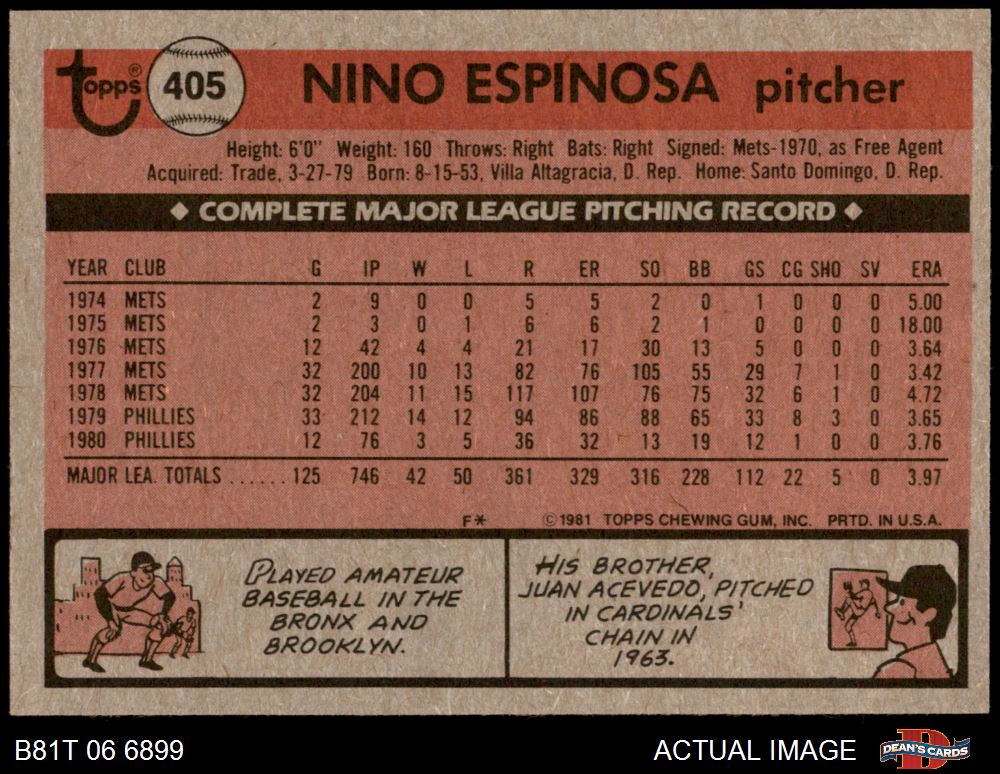 topps® 405 NINO ESPINOSA pitcher
Height: 6'0" Weight: 160 Throws: Right Bats: Right Signed: Mets-1970, as Free Agent
Acquired: Trade, 3-27-79 Born: 8-15-53, Villa Altagracia, D. Rep. Home: Santo Domingo, D. Rep.
◆ COMPLETE MAJOR LEAGUE PITCHING RECORD ◆
YEAR CLUB G IP W L R ER SO BB GS CG SHO SV ERA
1974 METS 2 9 0 0 5 5 2 0 1 0 0 0 5.00
1975 METS 2 3 0 1 6 6 2 1 0 0 0 0 18.00
1976 METS 12 42 4 4 21 17 30 13 5 0 0 0 3.64
1977 METS 32 200 10 13 82 76 105 55 29 7 1 0 3.42
1978 METS 32 204 11 15 117 107 76 75 32 6 1 0 4.72
1979 PHILLIES 33 212 14 12 94 86 88 65 33 8 3 0 3.65
1980 PHILLIES 12 76 3 5 36 32 13 19 12 1 0 0 3.76
MAJOR LEA. TOTALS ...... 125 746 42 50 361 329 316 228 112 22 5 0 3.97
F* ©1981 TOPPS CHEWING GUM, INC. PRTD. IN U.S.A.
PLAYED AMATEUR
BASEBALL IN THE
BRONX AND
BROOKLYN.
HIS BROTHER,
JUAN ACEVEDO, PITCHED
IN CARDINALS'
CHAIN IN
1963.
B81T 06 6899 ACTUAL IMAGE DEAN'S CARDS